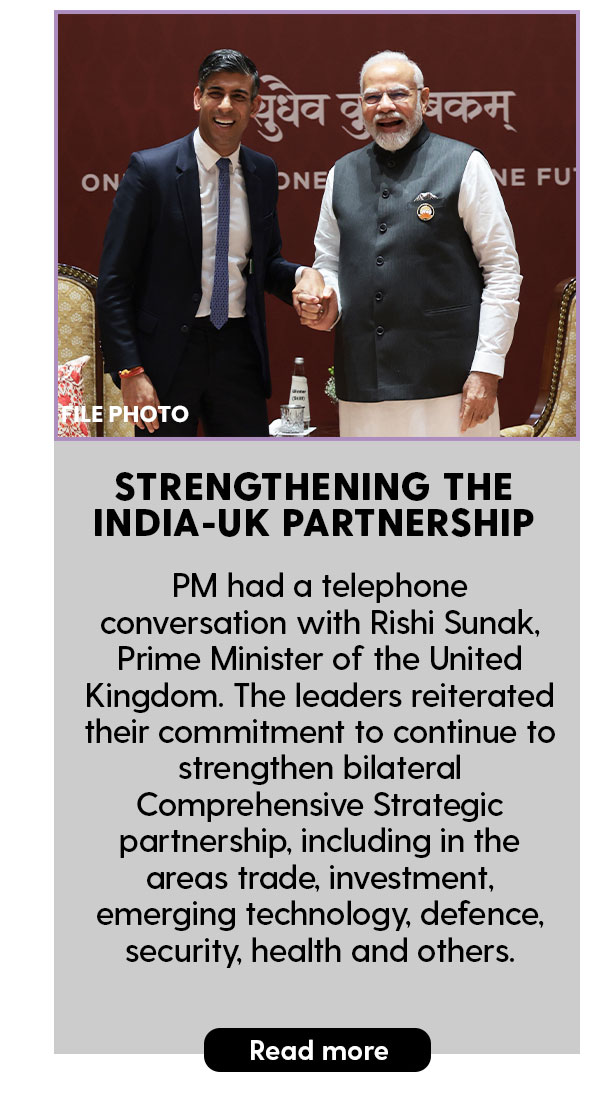 युधैव कु बकम्
ON ONE NE FU
FILE PHOTO
STRENGTHENING THE
INDIA-UK PARTNERSHIP
PM had a telephone
conversation with Rishi Sunak,
Prime Minister of the United
Kingdom. The leaders reiterated
their commitment to continue to
strengthen bilateral
Comprehensive Strategic
partnership, including in the
areas trade, investment,
emerging technology, defence,
security, health and others.
Read more